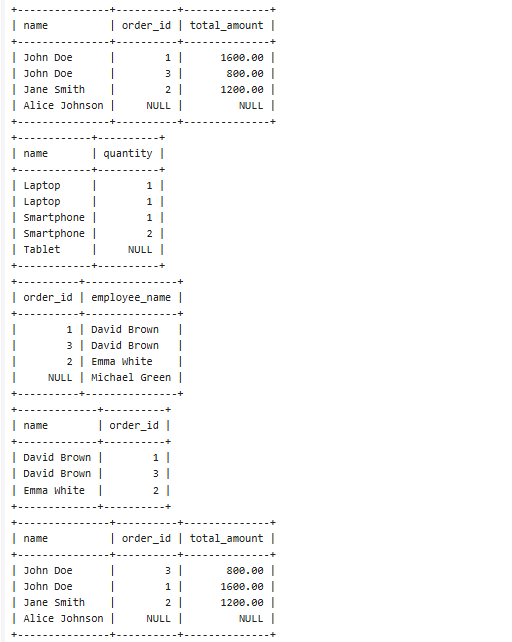 +---------------+----------+--------------+
| name          | order_id | total_amount |
+---------------+----------+--------------+
| John Doe      |        1 |      1600.00 |
| John Doe      |        3 |       800.00 |
| Jane Smith    |        2 |      1200.00 |
| Alice Johnson |     NULL |         NULL |
+---------------+----------+--------------+
+------------+----------+
| name       | quantity |
+------------+----------+
| Laptop     |        1 |
| Laptop     |        1 |
| Smartphone |        1 |
| Smartphone |        2 |
| Tablet     |     NULL |
+------------+----------+
+----------+---------------+
| order_id | employee_name |
+----------+---------------+
|        1 | David Brown   |
|        3 | David Brown   |
|        2 | Emma White    |
|     NULL | Michael Green |
+----------+---------------+
+-------------+----------+
| name        | order_id |
+-------------+----------+
| David Brown |        1 |
| David Brown |        3 |
| Emma White  |        2 |
+-------------+----------+
+---------------+----------+--------------+
| name          | order_id | total_amount |
+---------------+----------+--------------+
| John Doe      |        3 |       800.00 |
| John Doe      |        1 |      1600.00 |
| Jane Smith    |        2 |      1200.00 |
| Alice Johnson |     NULL |         NULL |
+---------------+----------+--------------+